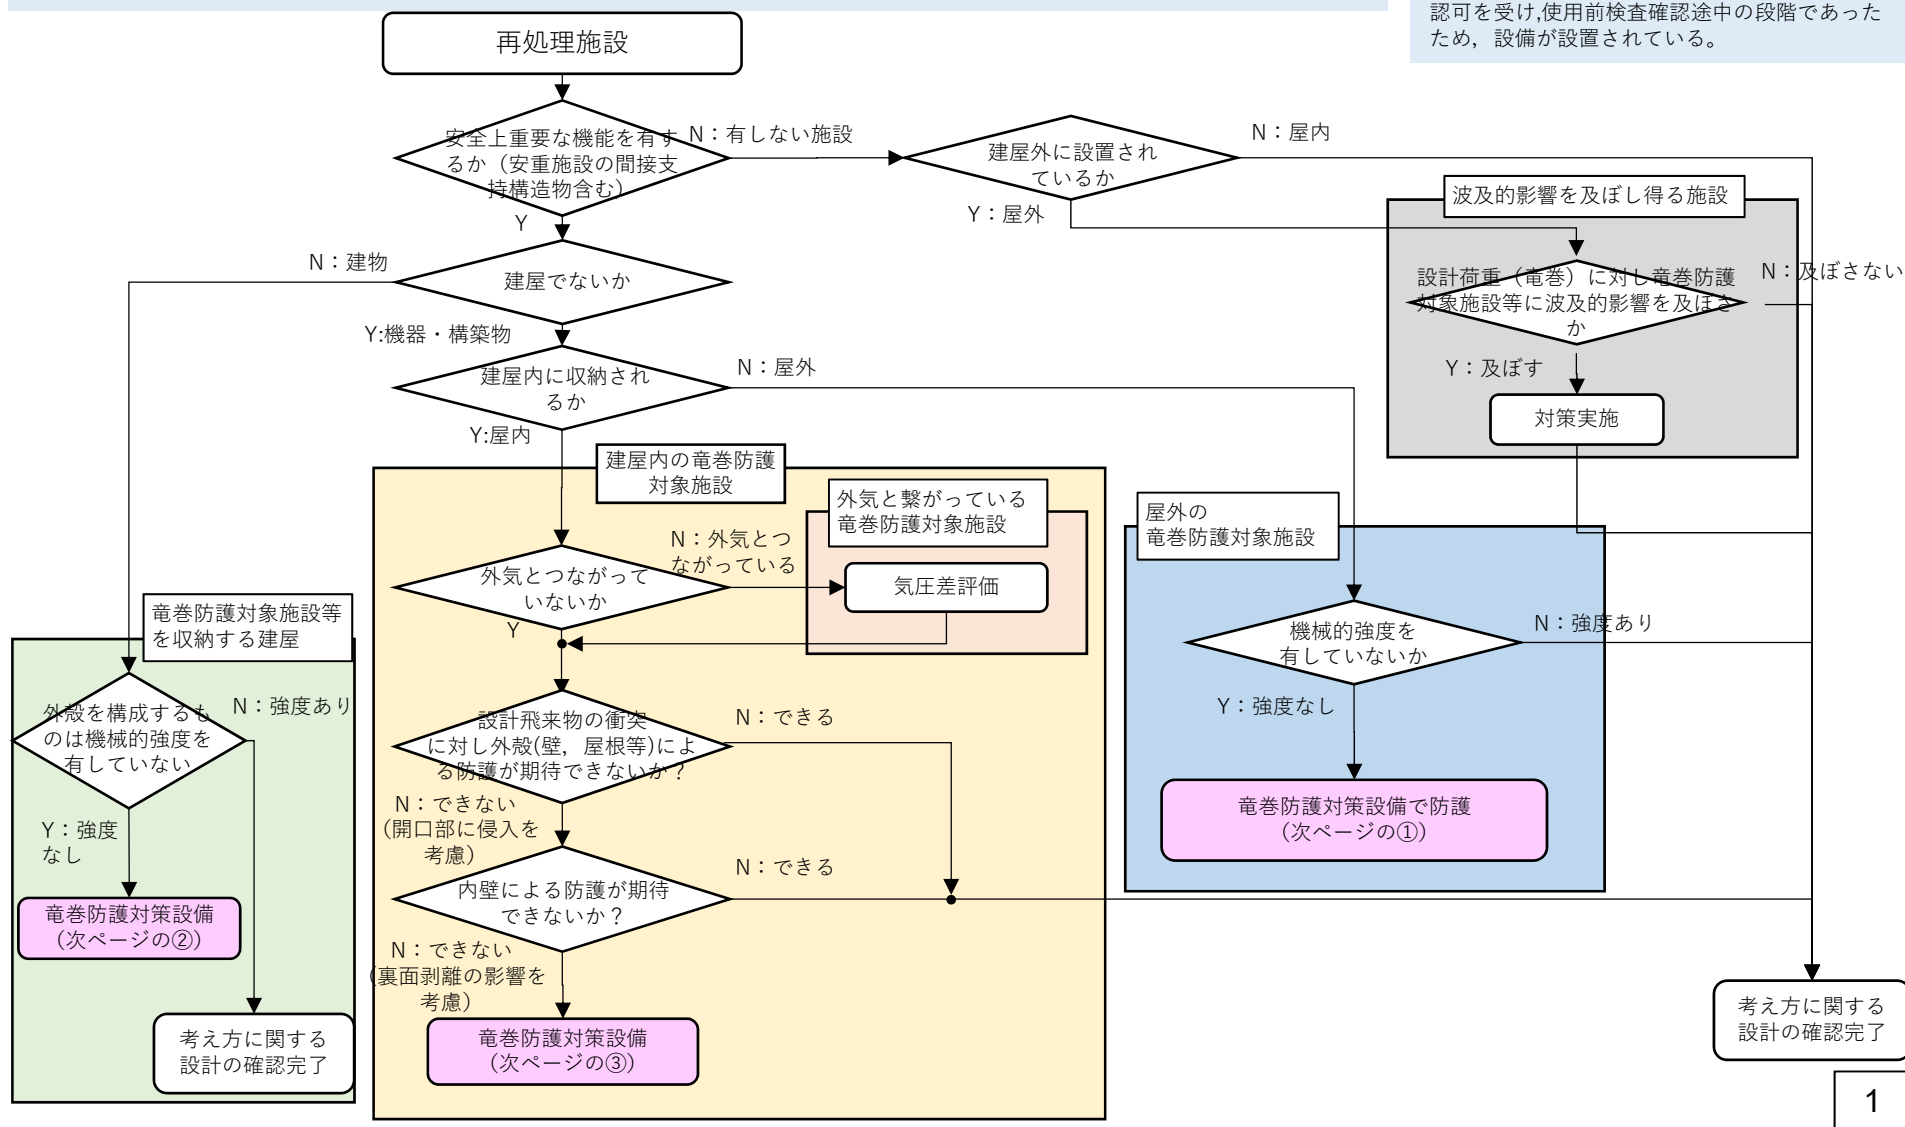 認可を受け,使用前検査確認途中の段階であった
ため，設備が設置されている。
再処理施設
安全上重要な機能を有す
るか（安重施設の間接支
持構造物含む）
N：有しない施設
建屋外に設置され
ているか
N：屋内
Y：屋外
Y
波及的影響を及ぼし得る施設
設計荷重（竜巻）に対し竜巻防護
対象施設等に波及的影響を及ぼさ
か
N：及ぼさない
Y：及ぼす
対策実施
N：建物
建屋でないか
Y:機器・構築物
建屋内に収納され
るか
N：屋外
Y:屋内
建屋内の竜巻防護
対象施設
外気と繋がっている
竜巻防護対象施設
N：外気とつ
ながっている
外気とつながって
いないか
気圧差評価
Y
屋外の
竜巻防護対象施設
機械的強度を
有していないか
N：強度あり
Y：強度なし
竜巻防護対策設備で防護
（次ページの①）
竜巻防護対象施設等
を収納する建屋
外殻を構成するも
のは機械的強度を
有していない
N：強度あり
Y：強度
なし
竜巻防護対策設備
（次ページの②）
考え方に関する
設計の確認完了
設計飛来物の衝突
に対し外殻(壁，屋根等)によ
る防護が期待できないか？
N：できる
N：できない
（開口部に侵入を
考慮）
内壁による防護が期待
できないか？
N：できる
N：できない
（裏面剥離の影響を
考慮）
竜巻防護対策設備
（次ページの③）
考え方に関する
設計の確認完了
1